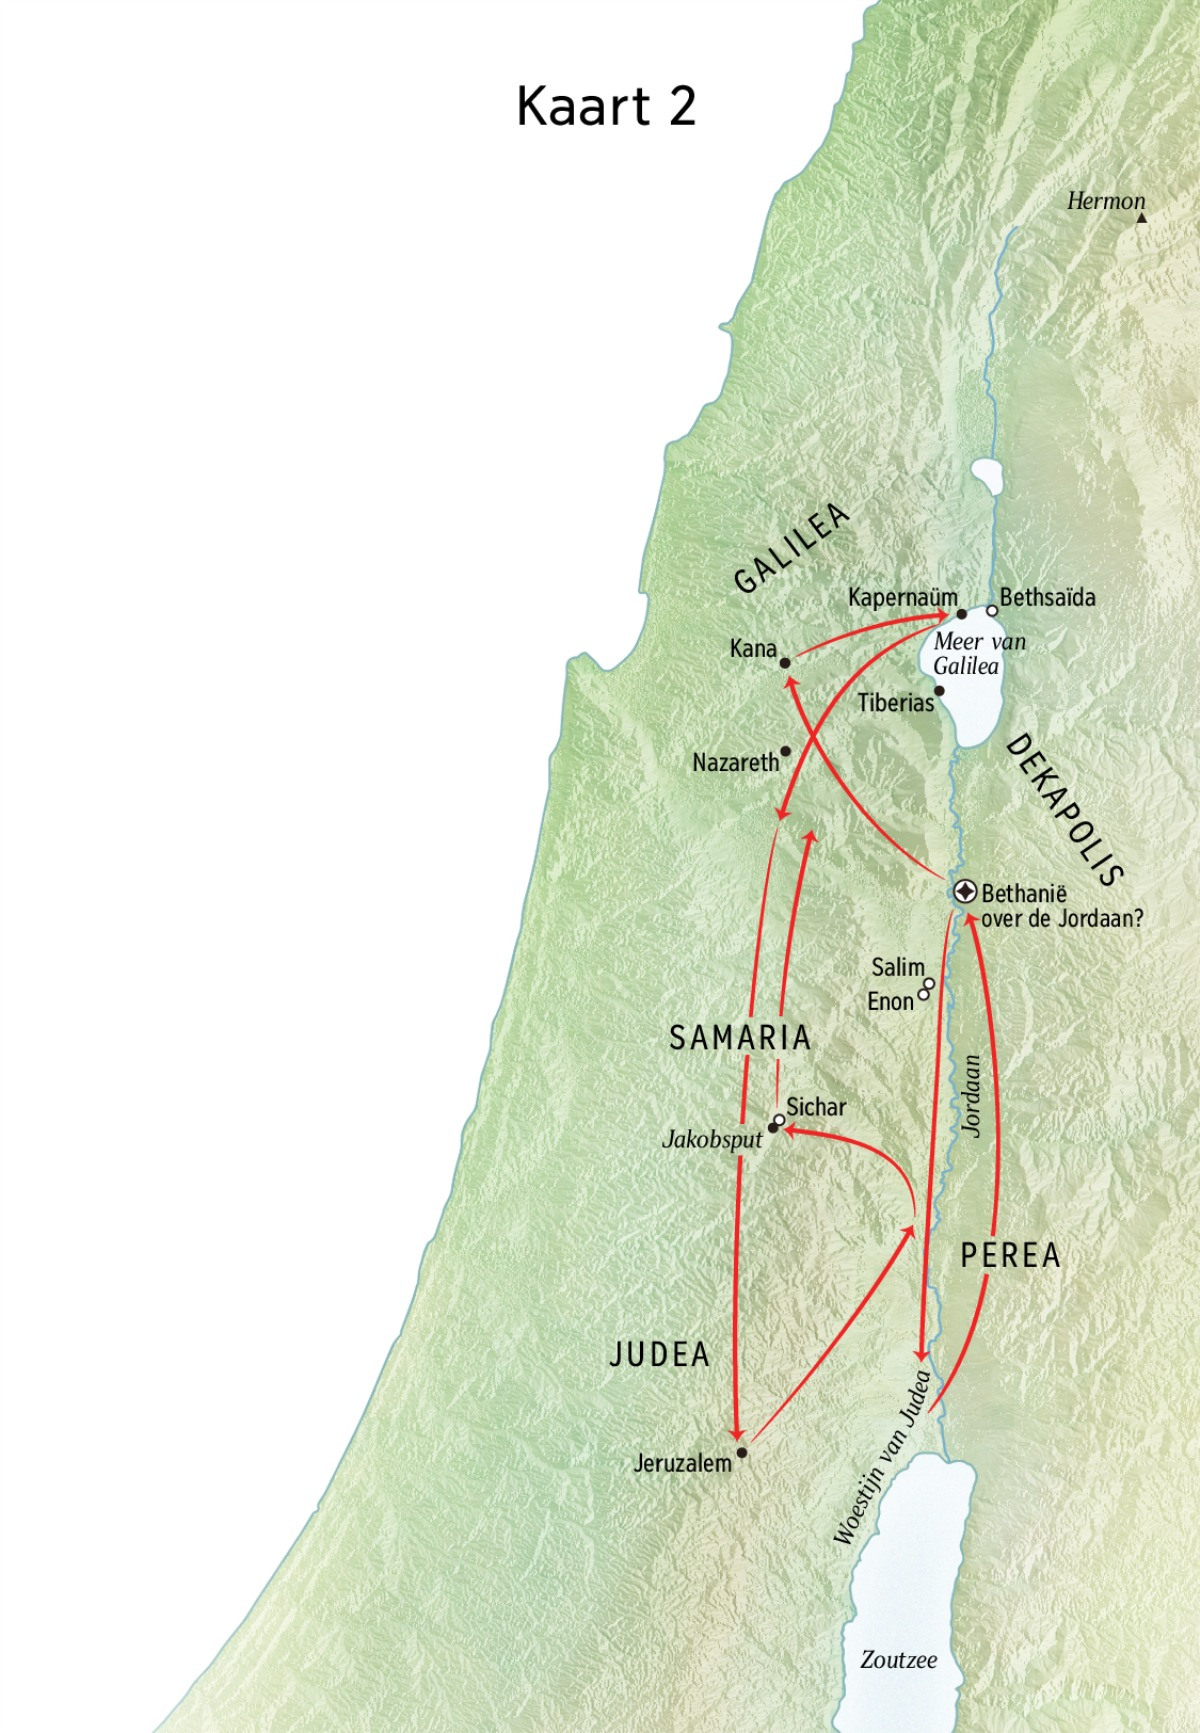 Kaart 2
Hermon
GALILEA
Kapernaüm
Bethsaïda
Kana
Meer van
Galilea
Tiberias
Nazareth
DEKAPOLIS
Bethanië
over de Jordaan?
Salim
Enon
SAMARIA
Jordaan
Sichar
Jakobsput
PEREA
JUDEA
Woestijn van Judea
Jeruzalem
Zoutzee